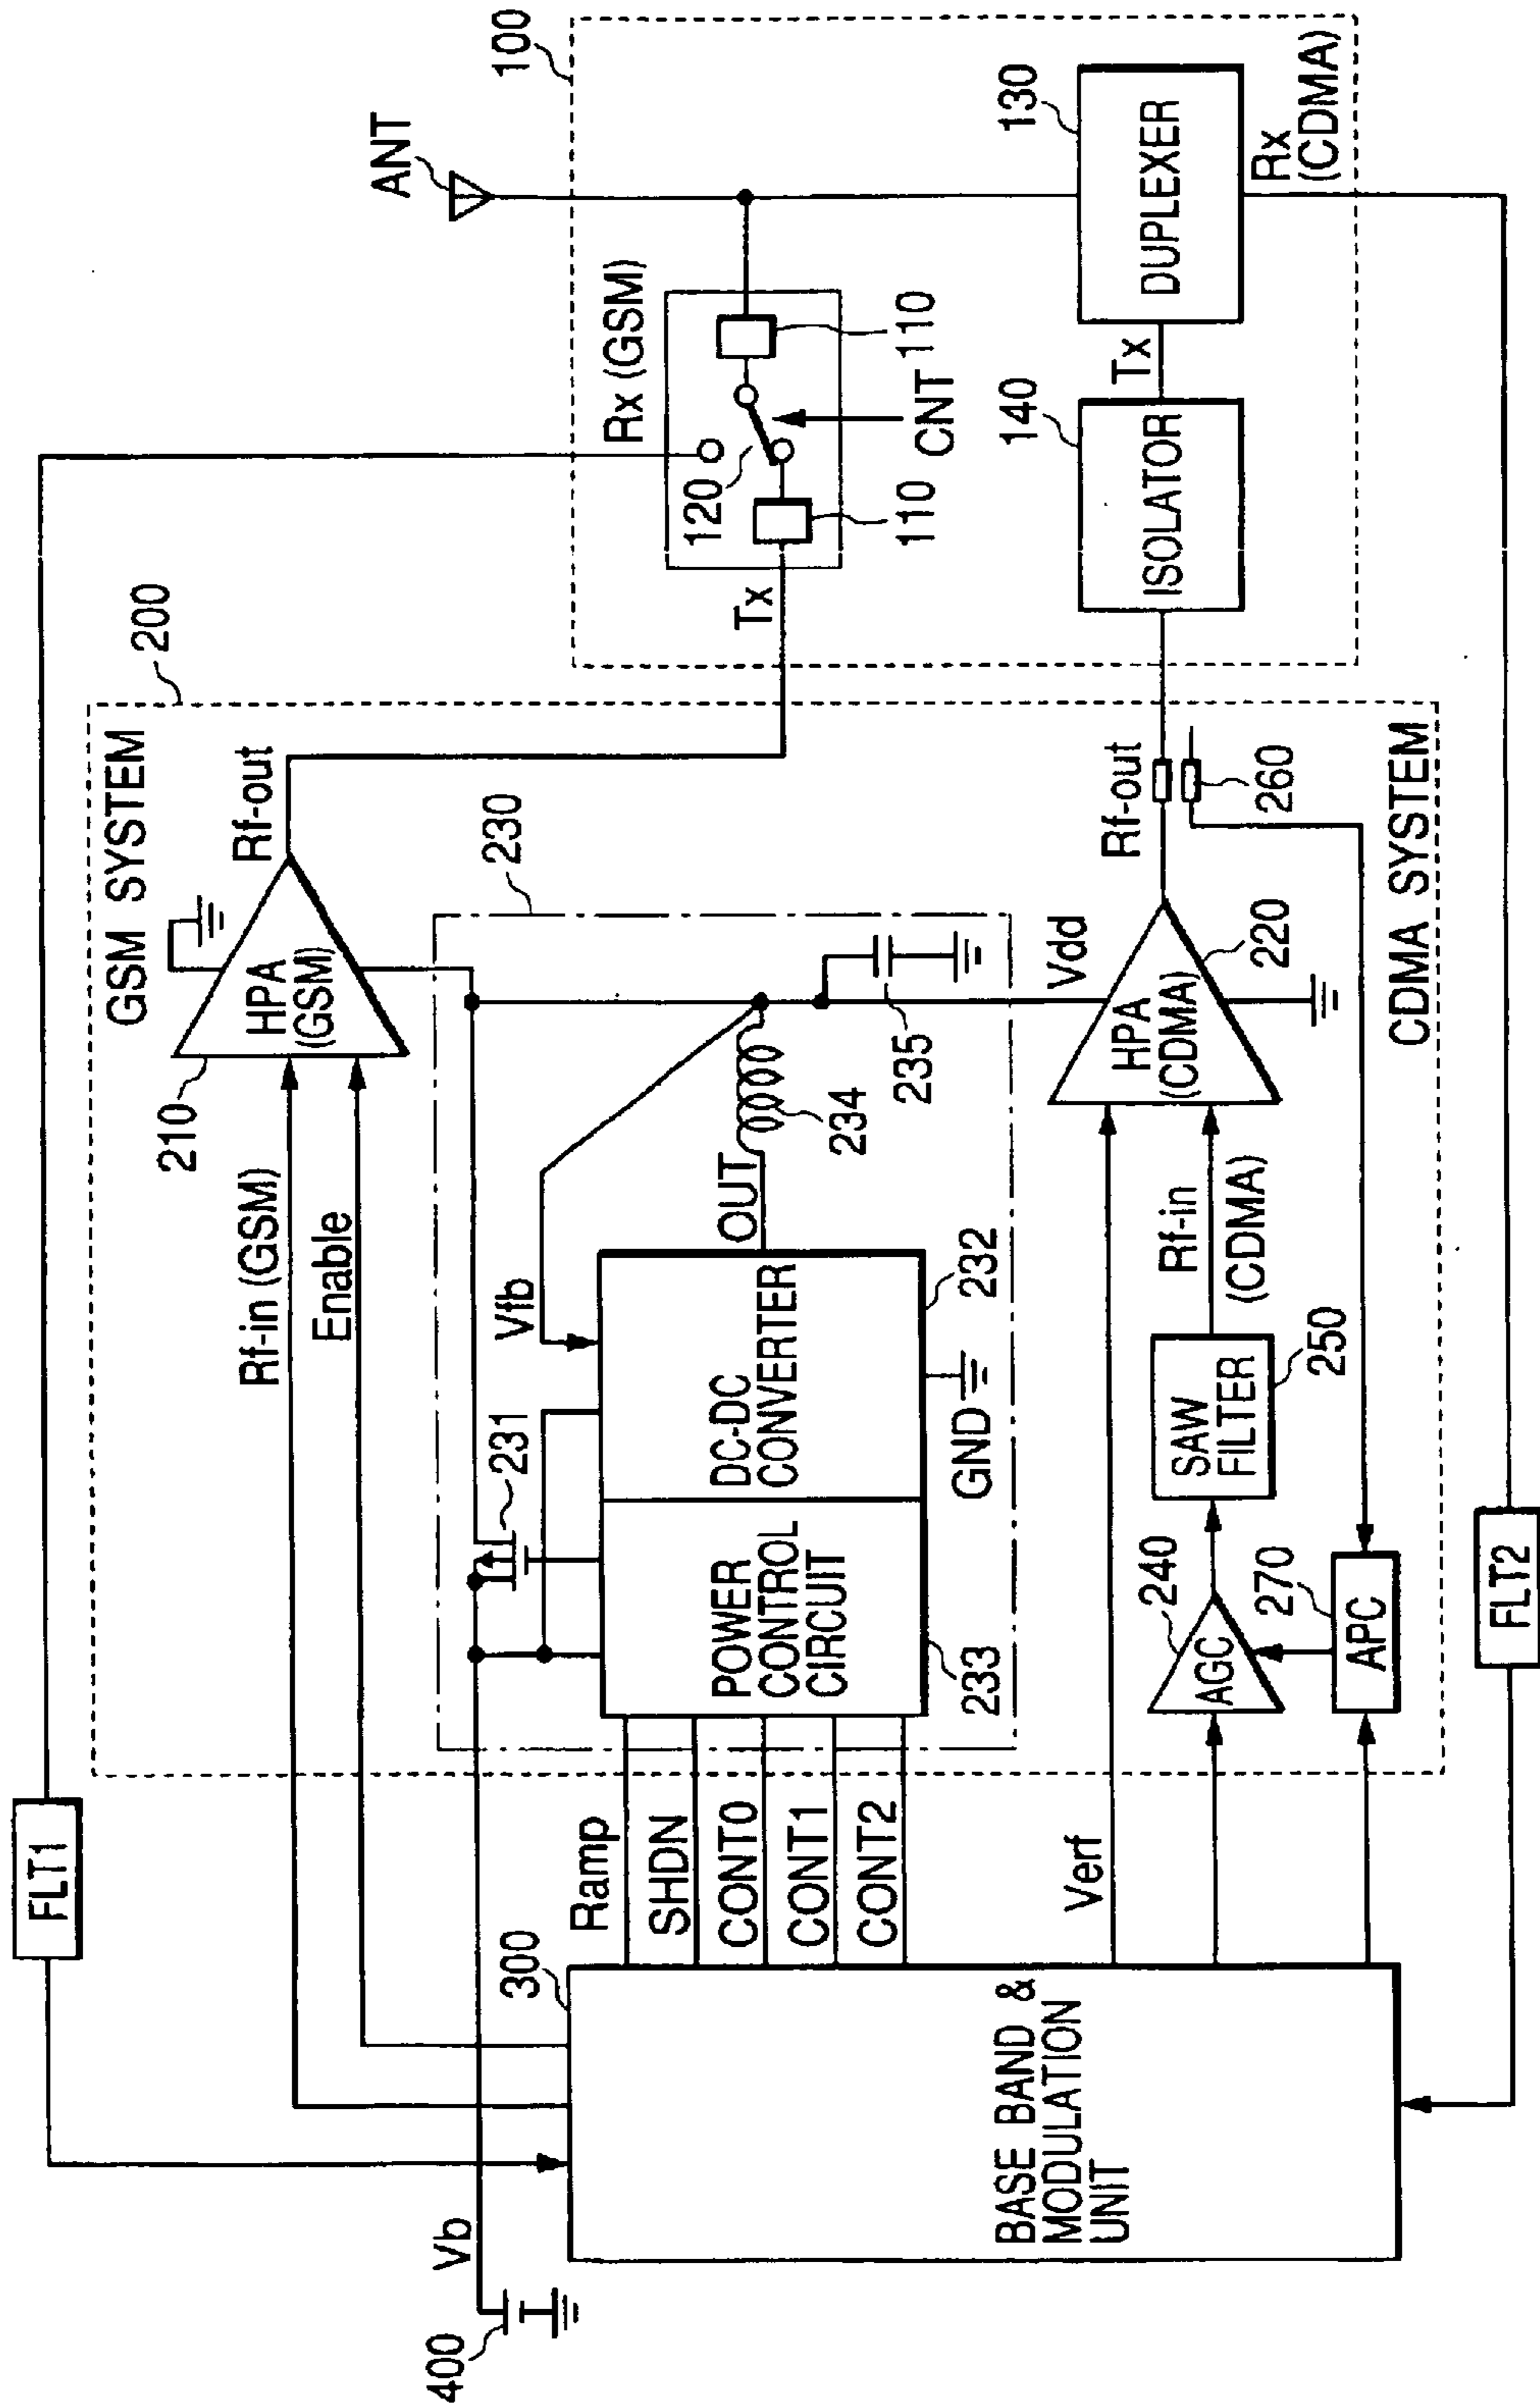 FLT1
200
GSM SYSTEM
210
HPA
(GSM)
Rf-out
Rf-in (GSM)
Enable
ANT
100
Rx (GSM)
Tx
120
110
110
CNT
Vb
400
300
BASE BAND &
MODULATION
UNIT
Ramp
SHDN
CONT0
CONT1
CONT2
230
231
Vfb
POWER
CONTROL
CIRCUIT
233
DC-DC
CONVERTER
232
GND
OUT
234
235
Vdd
Verf
HPA
(CDMA)
220
Rf-out
260
Rf-in
(CDMA)
240
AGC
SAW
FILTER
250
270
APC
CDMA SYSTEM
140
ISOLATOR
Tx
130
DUPLEXER
Rx
(CDMA)
FLT2